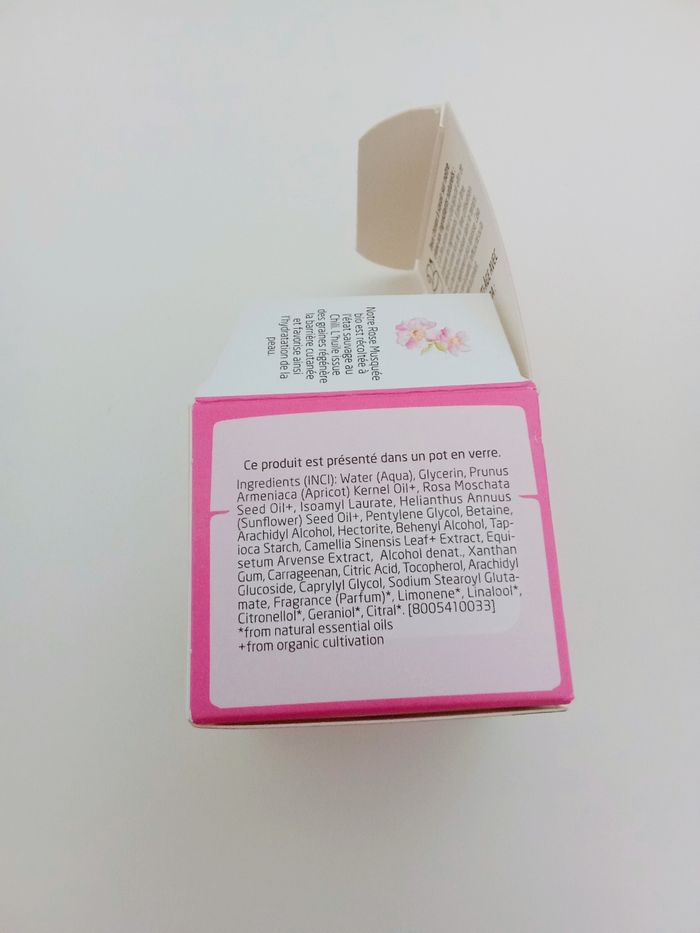 Notre Rose Musquée
bio est récoltée à
l'état sauvage au
Chili. L'huile issue
des graines régénère
la barrière cutanée
et favorise ainsi
l'hydratation de la
peau.
Ce produit est présenté dans un pot en verre.
Ingredients (INCI): Water (Aqua), Glycerin, Prunus
Armeniaca (Apricot) Kernel Oil+, Rosa Moschata
Seed Oil+, Isoamyl Laurate, Helianthus Annuus
(Sunflower) Seed Oil+, Pentylene Glycol, Betaine,
Arachidyl Alcohol, Hectorite, Behenyl Alcohol, Tap-
ioca Starch, Camellia Sinensis Leaf+ Extract, Equi-
setum Arvense Extract, Alcohol denat., Xanthan
Gum, Carrageenan, Citric Acid, Tocopherol, Arachidyl
Glucoside, Caprylyl Glycol, Sodium Stearoyl Gluta-
mate, Fragrance (Parfum)*, Limonene*, Linalool*,
Citronellol*, Geraniol*, Citral*. [8005410033]
*from natural essential oils
+from organic cultivation